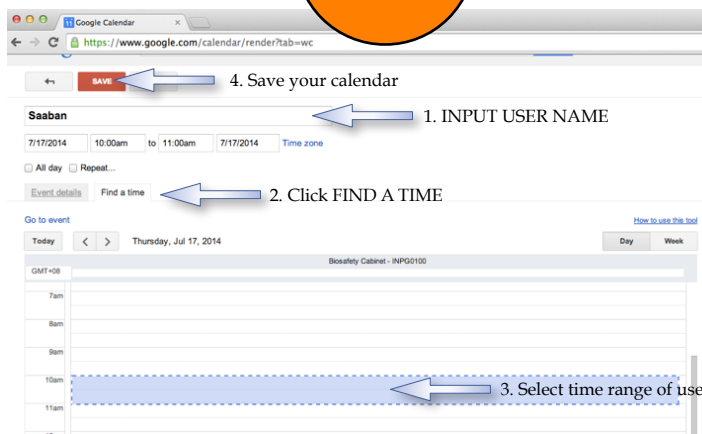 Google Calendar
https://www.google.com/calendar/render?tab=wc
SAVE
4. Save your calendar
Saaban
1. INPUT USER NAME
7/17/2014 10:00am to 11:00am 7/17/2014 Time zone
All day Repeat...
Event details Find a time
2. Click FIND A TIME
Go to event
How to use this tool
Today < > Thursday, Jul 17, 2014 Day Week
Biosafety Cabinet - INPG0100
GMT+08
7am
8am
9am
10am
3. Select time range of use
11am